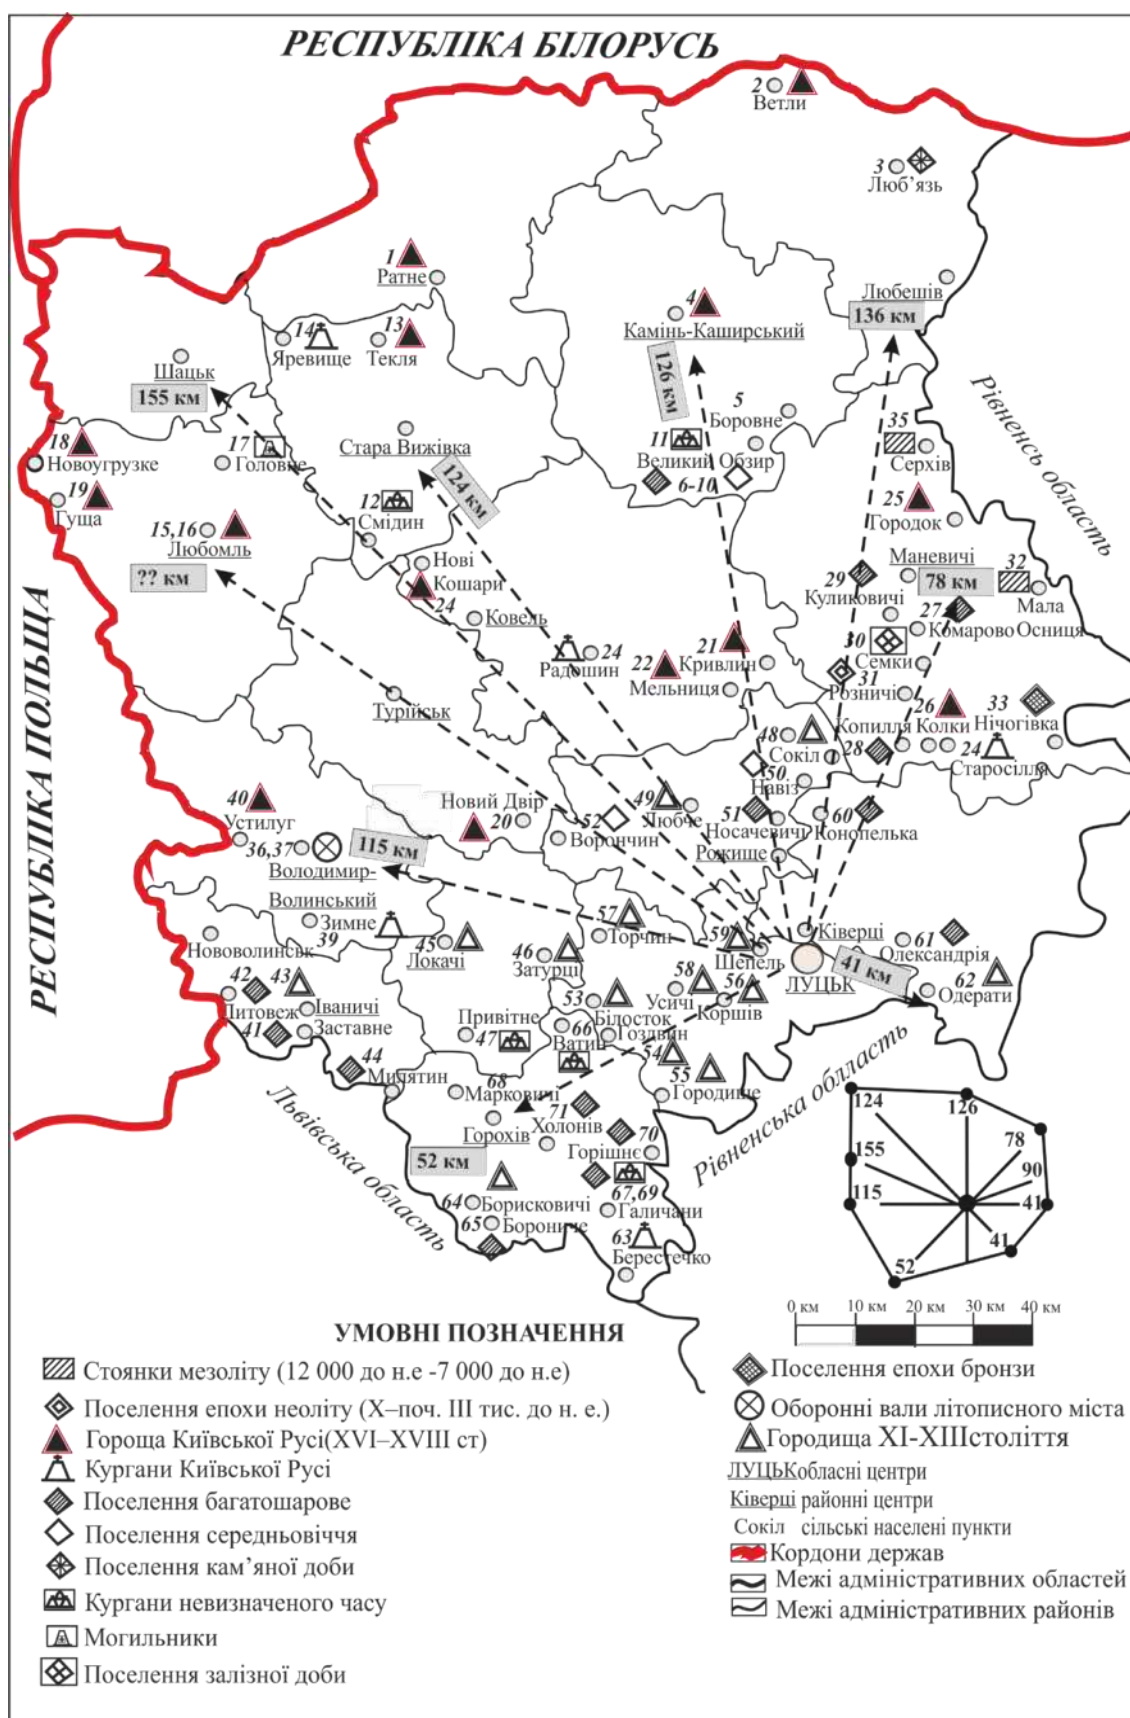 РЕСПУБЛІКА БІЛОРУСЬ
2
Ветли
3
Люб’язь
1
Ратне
Любешів
136 км
4
Камінь-Каширський
126 км
14
Яревище
13
Текля
Шацьк
155 км
5
Боровне
Рівненсь область
18
Новоугрузке
17
Головне
Стара Вижівка
124 км
11
Великий Обзир
6-10
35
Серхів
19
Гуща
12
Смідин
25
Городок
15,16
Любомль
?? км
Нові
Кошари
24
Маневичі
78 км
32
Мала
Осниця
29
Куликовичі
27
Комарово
Ковель
30
Семки
24
Радошин
21
Кривлин
22
Мельниця
31
Розничі
РЕСПУБЛІКА ПОЛЬЩА
Турійськ
26
Копилля Колки
28
33
Нічогівка
24
Старосілля
48
Сокіл
50
Навіз
40
Устилуг
Новий Двір
20
49
Любче
51
Носачевичі
60
Конопелька
52
Ворончин
Рожище
36,37
115 км
Володимир-
Волинський
Зимне
39
Нововолинськ
45
Локачі
46
Затурці
57
Торчин
59
Шепель
Ківерці
ЛУЦЬК
41 км
61
Олександрія
62
Одерати
42
Литовеж
43
Іваничі
Заставне
41
58
Усичі
56
Коршів
53
Білосток
Гоздвин
Привітне
47
66
Ватин
54
55
Городище
44
Милятин
68
Марковичі
71
Холонів
Горохів
70
Горішнє
52 км
Львівська область
Рівненська облласть
64
Борисковичі
65
Борониче
67,69
Галичани
63
Берестечко
124
126
78
155
90
115
41
41
52
0 км
10 км
20 км
30 км
40 км
УМОВНІ ПОЗНАЧЕННЯ
Стоянки мезоліту (12 000 до н.е -7 000 до н.е)
Поселення епохи неоліту (X–поч. III тис. до н. е.)
Гороща Київської Русі(XVI–XVIII ст)
Кургани Київської Русі
Поселення багатошарове
Поселення середньовіччя
Поселення кам’яної доби
Кургани невизначеного часу
Могильники
Поселення залізної доби
Поселення епохи бронзи
Оборонні вали літописного міста
Городища XI-XIIIстоліття
ЛУЦЬКобласні центри
Ківерці районні центри
Сокіл сільські населені пункти
Кордони держав
Межі адміністративних областей
Межі адміністративних районів